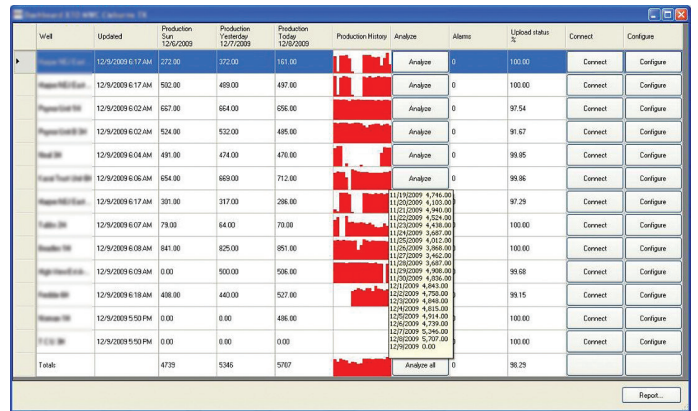 Well Updated Production Sun 12/6/2009 Production Yesterday 12/7/2009 Production Today 12/8/2009 Production History Analyze Alarms Upload status % Connect Configure
12/9/2009 6:17 AM 272.00 372.00 161.00 Analyze 0 100.00 Connect Configure
12/9/2009 6:17 AM 502.00 489.00 497.00 Analyze 0 100.00 Connect Configure
12/9/2009 6:02 AM 667.00 664.00 656.00 Analyze 0 97.54 Connect Configure
12/9/2009 6:02 AM 524.00 532.00 485.00 Analyze 0 91.67 Connect Configure
12/9/2009 6:04 AM 491.00 474.00 470.00 Analyze 0 99.85 Connect Configure
12/9/2009 6:06 AM 654.00 669.00 712.00 Analyze 0 99.86 Connect Configure
12/9/2009 6:17 AM 301.00 317.00 286.00 97.29 Connect Configure
12/9/2009 6:07 AM 79.00 64.00 70.00 100.00 Connect Configure
12/9/2009 6:08 AM 841.00 825.00 851.00 100.00 Connect Configure
12/9/2009 6:09 AM 0.00 500.00 506.00 99.68 Connect Configure
12/9/2009 6:18 AM 408.00 440.00 527.00 99.15 Connect Configure
12/9/2009 5:50 PM 0.00 0.00 486.00 100.00 Connect Configure
12/9/2009 5:50 PM 0.00 0.00 0.00 100.00 Connect Configure
Totals 4739 5346 5707 Analyze all 0 98.29
11/19/2009 4,746.00
11/20/2009 4,103.00
11/21/2009 4,940.00
11/22/2009 4,524.00
11/23/2009 4,438.00
11/24/2009 3,687.00
11/25/2009 4,012.00
11/26/2009 3,868.00
11/27/2009 3,462.00
11/28/2009 3,687.00
11/29/2009 4,908.00
11/30/2009 4,836.00
12/1/2009 4,843.00
12/2/2009 4,758.00
12/3/2009 4,848.00
12/4/2009 4,815.00
12/5/2009 4,914.00
12/6/2009 4,739.00
12/7/2009 5,346.00
12/8/2009 5,707.00
12/9/2009 0.00
Report...